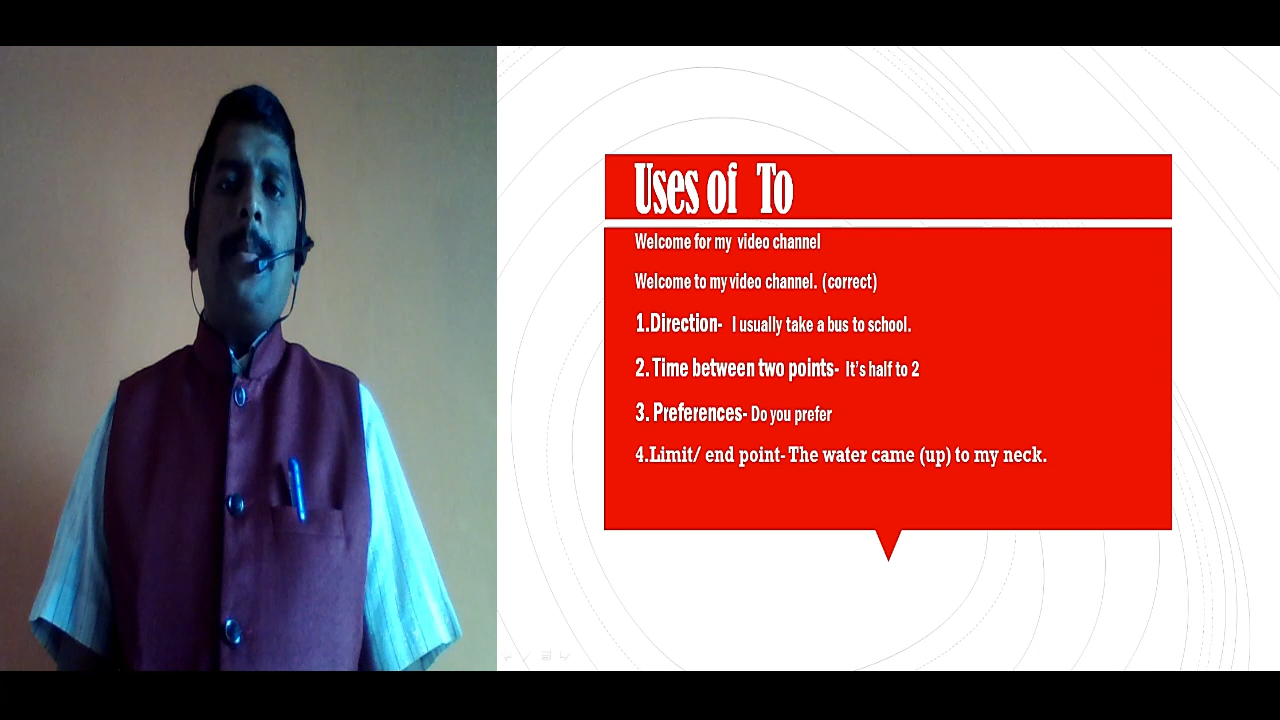 Uses of To
Welcome for my video channel
Welcome to my video channel. (correct)
1.Direction- I usually take a bus to school.
2. Time between two points- It's half to 2
3. Preferences- Do you prefer
4.Limit/ end point- The water came (up) to my neck.